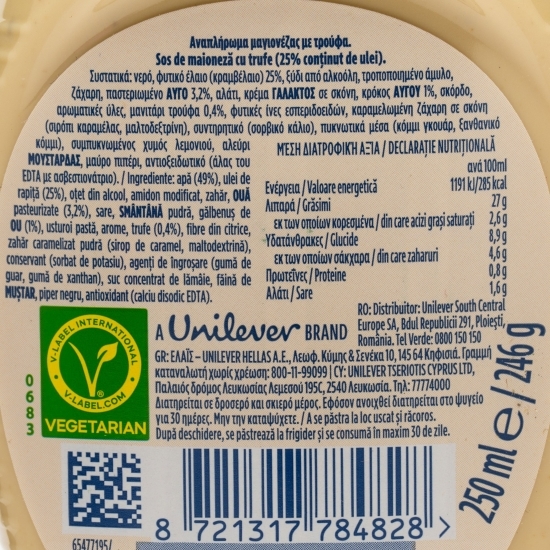 Αναπλήρωμα μαγιονέζας με τρούφα.
Sos de maioneză cu trufe (25% conținut de ulei).
Συστατικά: νερό, φυτικό έλαιο (κραμβέλαιο) 25%, ξύδι από αλκοόλη, τροποποιημένο άμυλο,
ζάχαρη, παστεριωμένο ΑΥΓΟ 3,2%, αλάτι, κρέμα ΓΑΛΑΚΤΟΣ σε σκόνη, κρόκος ΑΥΓΟΥ 1%, σκόρδο,
αρωματικές ύλες, μανιτάρι τρούφα 0,4%, φυτικές ίνες εσπεριδοειδών, καραμελωμένη ζάχαρη σε σκόνη
(σιρόπι καραμέλας, μαλτοδεξτρίνη), συντηρητικό (σορβικό κάλιο), πυκνωτικά μέσα (κόμμι γκουάρ, ξανθανικό
κόμμι), συμπυκνωμένος χυμός λεμονιού, αλεύρι
ΜΟΥΣΤΑΡΔΑΣ, μαύρο πιπέρι, αντιοξειδωτικό (άλας του
EDTA με ασβεστιούχο). / Ingrediente: apă (49%), ulei de
rapiță (25%), oțet din alcool, amidon modificat, zahăr, OUĂ
pasteurizate (3,2%), sare, SMÂNTÂNĂ pudră, gălbenuș de
OU (1%), usturoi pastă, arome, trufe (0,4%), fibre din citrice,
zahăr caramelizat pudră (sirop de caramel, maltodextrină),
conservant (sorbat de potasiu), agenți de îngroșare (gumă de
guar, gumă de xanthan), suc concentrat de lămâie, făină de
MUȘTAR, piper negru, antioxidant (calciu disodic EDTA).
ΜΕΣΗ ΔΙΑΤΡΟΦΙΚΗ ΑΞΙΑ / DECLARAȚIE NUTRIȚIONALĂ
ανά 100ml
Ενέργεια / Valoare energetică 1191 kJ/285 kcal
Λιπαρά / Grăsimi 27 g
εκ των οποίων κορεσμένα / din care acizi grași saturați 2,6 g
Υδατάνθρακες / Glucide 8,9 g
εκ των οποίων σάκχαρα / din care zaharuri 4,6 g
Πρωτεΐνες / Proteine 0,8 g
Αλάτι / Sare 1,6 g
V-LABEL INTERNATIONAL
V-LABEL.COM
VEGETARIAN
0683
A Unilever BRAND
RO: Distribuitor: Unilever South Central
Europe SA, Bdul Republicii 291, Ploiești,
România. Tel Verde: 0800 150 150
GR: ΕΛΑΪΣ – UNILEVER HELLAS A.E., Λεωφ. Κύμης & Σενέκα 10, 145 64 Κηφισιά. Γραμμή
καταναλωτή χωρίς χρέωση: 800-11-99099 | CY: UNILEVER TSERIOTIS CYPRUS LTD,
Παλαιός δρόμος Λευκωσίας Λεμεσού 195C, 2540 Λευκωσία. Τηλ: 77774000
Διατηρείται σε δροσερό και σκιερό μέρος. Εφόσον ανοιχθεί διατηρείται στο ψυγείο
για 30 ημέρες. Μην την καταψύχετε. / A se păstra la loc uscat și răcoros.
După deschidere, se păstrează la frigider și se consumă în maxim 30 de zile.
250 ml e / 246 g
8 721317 784828 >
65477195/